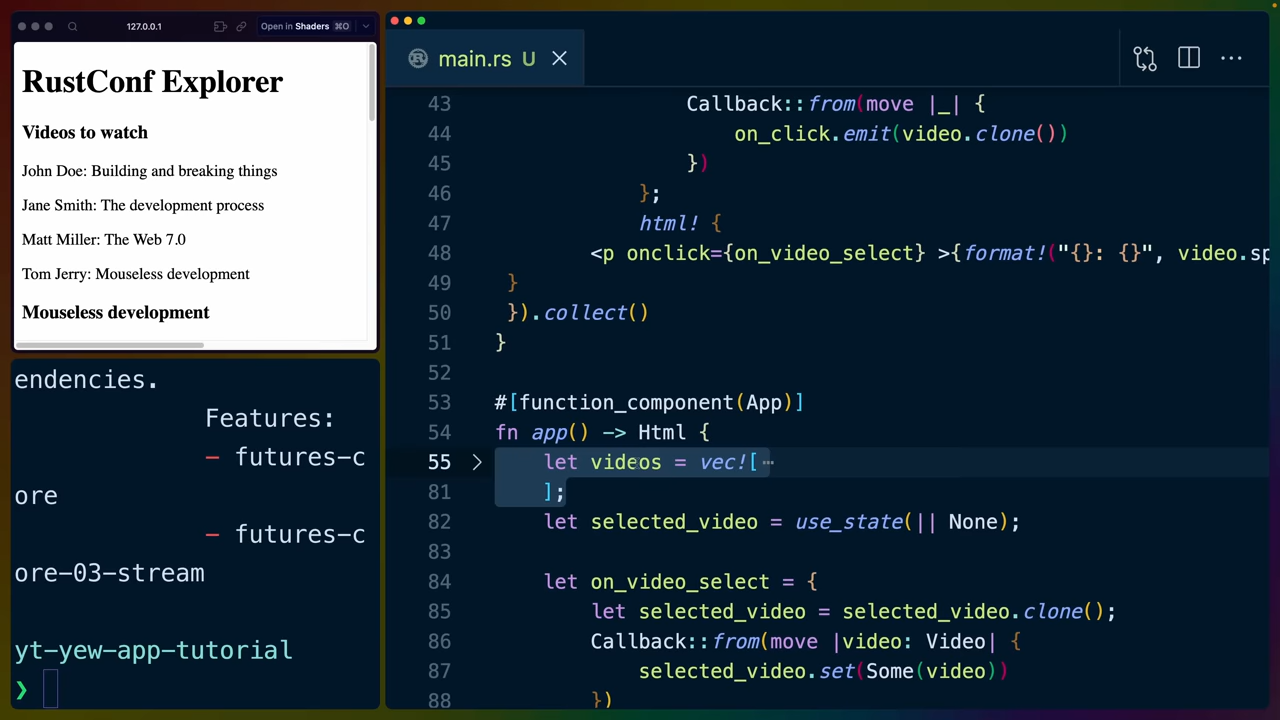 127.0.0.1
Open in Shaders ⌘O
RustConf Explorer
Videos to watch
John Doe: Building and breaking things
Jane Smith: The development process
Matt Miller: The Web 7.0
Tom Jerry: Mouseless development
Mouseless development
endencies.
Features:
- futures-c
ore
- futures-c
ore-03-stream
yt-yew-app-tutorial
❯
main.rs U
43 Callback::from(move |_| {
44 on_click.emit(video.clone())
45 })
46 };
47 html! {
48 <p onclick={on_video_select} >{format!("{}: {}", video.sp
49 }
50 }).collect()
51 }
52
53 #[function_component(App)]
54 fn app() -> Html {
55 let videos = vec![⋯
81 ];
82 let selected_video = use_state(|| None);
83
84 let on_video_select = {
85 let selected_video = selected_video.clone();
86 Callback::from(move |video: Video| {
87 selected_video.set(Some(video))
88 })